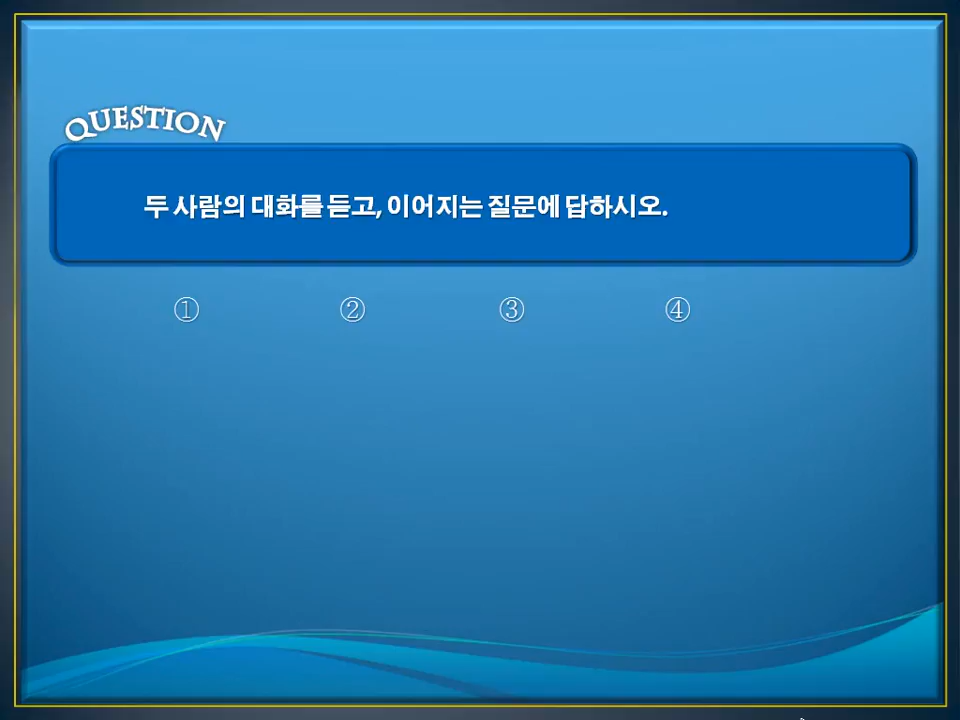 QUESTION
두 사람의 대화를 듣고, 이어지는 질문에 답하시오.
① ② ③ ④